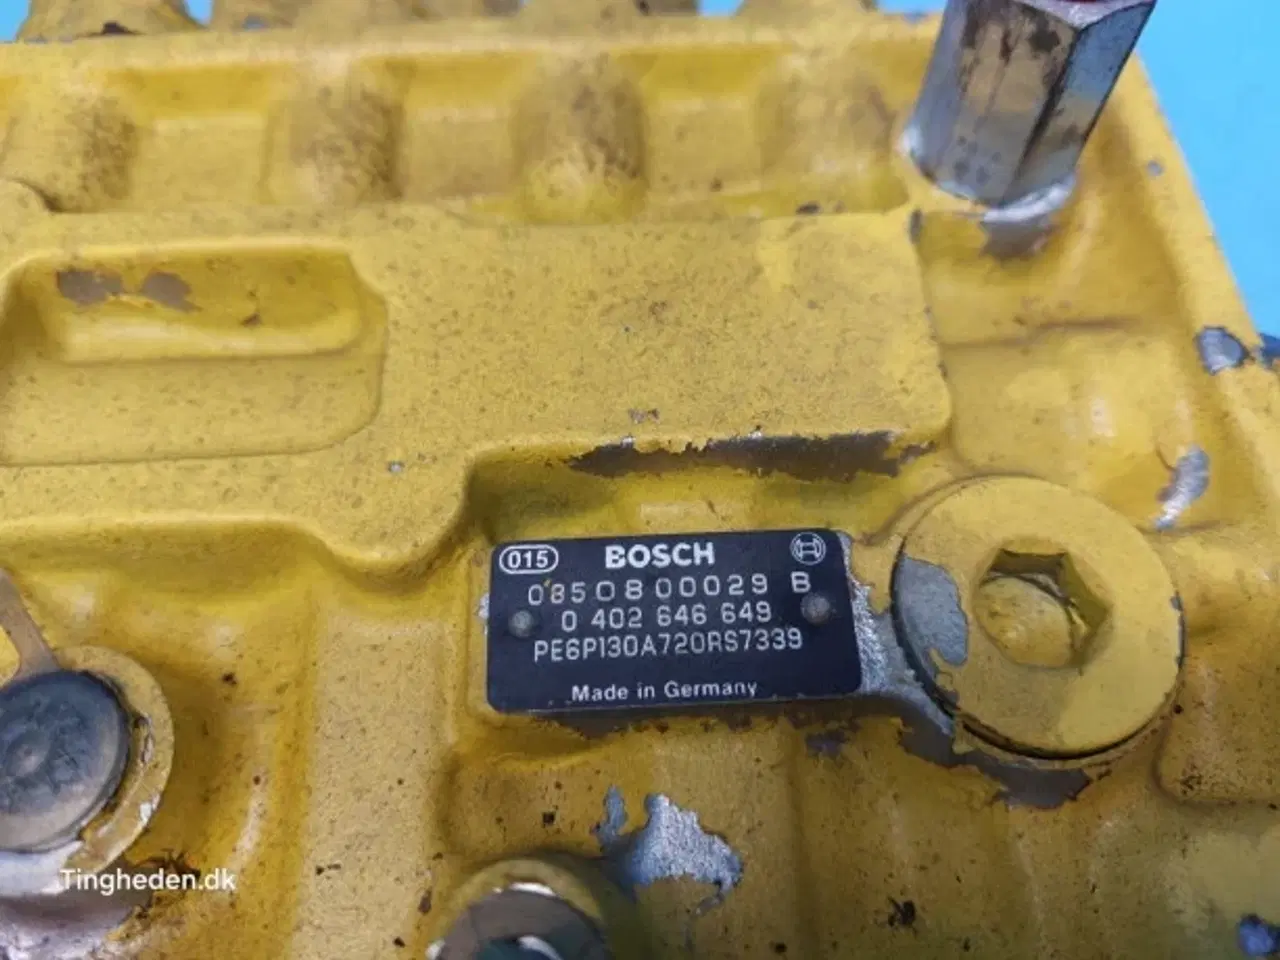 015 BOSCH
0850800029 B
0 402 646 649
PE6P130A720RS7339
Made in Germany
Tingheden.dk